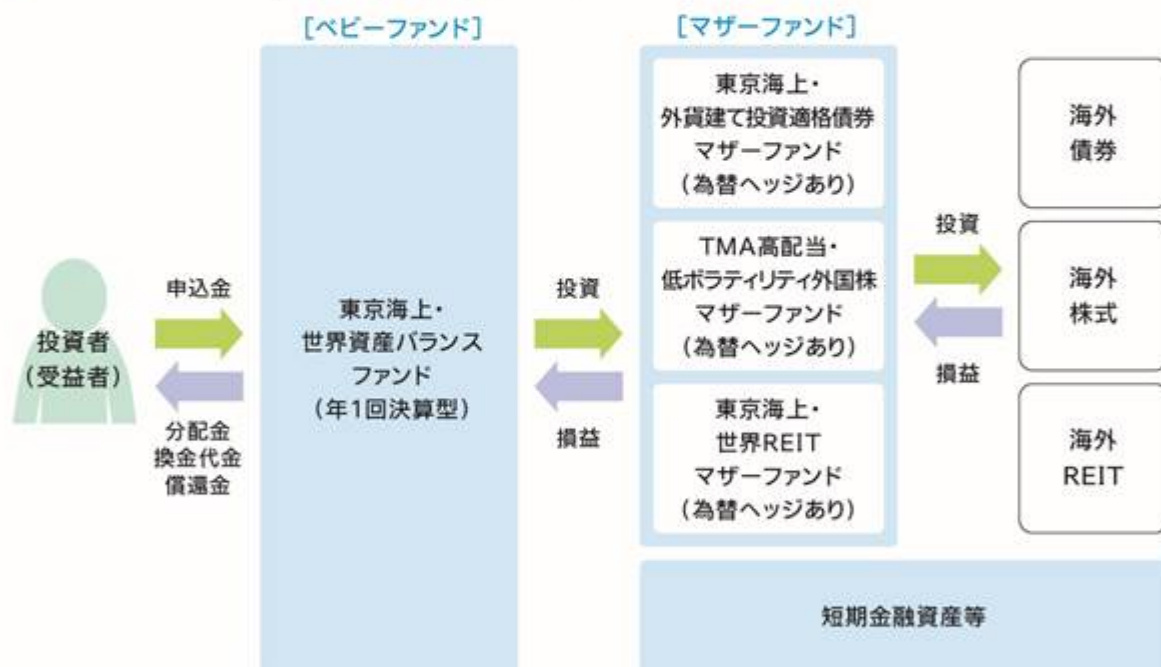 ［ベビーファンド］
［マザーファンド］
投資者
（受益者）
申込金
分配金
換金代金
償還金
東京海上・
世界資産バランス
ファンド
（年1回決算型）
投資
損益
東京海上・
外貨建て投資適格債券
マザーファンド
（為替ヘッジあり）
TMA高配当・
低ボラティリティ外国株
マザーファンド
（為替ヘッジあり）
東京海上・
世界REIT
マザーファンド
（為替ヘッジあり）
投資
損益
海外
債券
海外
株式
海外
REIT
短期金融資産等